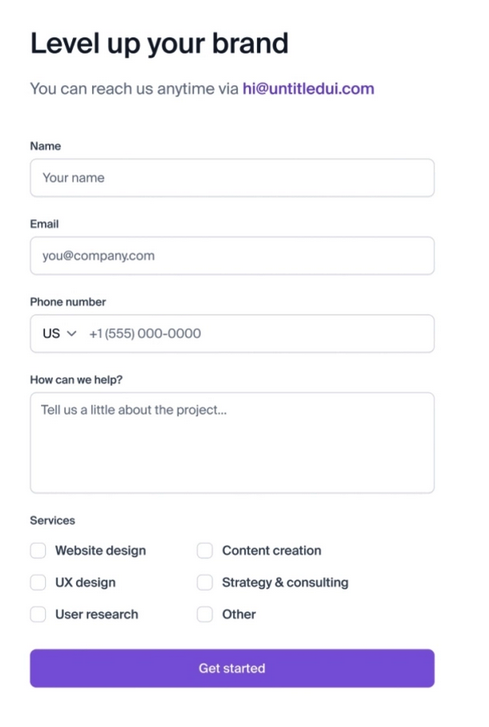 Level up your brand
You can reach us anytime via hi@untitledui.com
Name
Your name
Email
you@company.com
Phone number
US +1 (555) 000-0000
How can we help?
Tell us a little about the project...
Services
Website design Content creation
UX design Strategy & consulting
User research Other
Get started